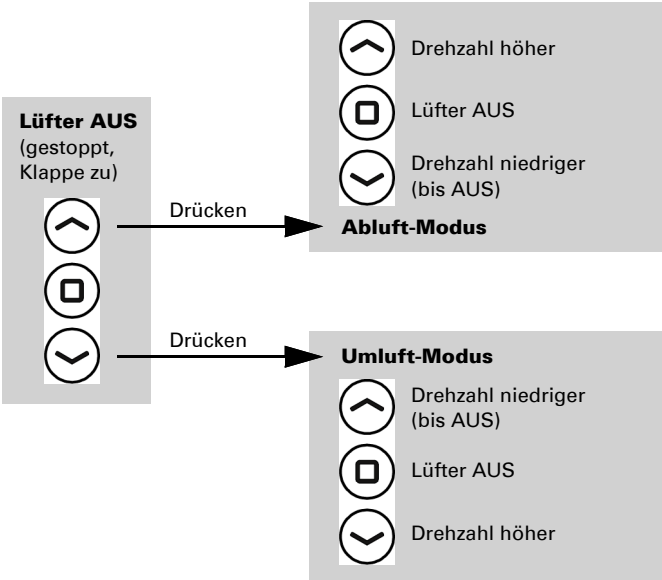 Lüfter AUS
(gestoppt,
Klappe zu)
Drücken
Drücken
Drehzahl höher
Lüfter AUS
Drehzahl niedriger
(bis AUS)
Abluft-Modus
Umluft-Modus
Drehzahl niedriger
(bis AUS)
Lüfter AUS
Drehzahl höher